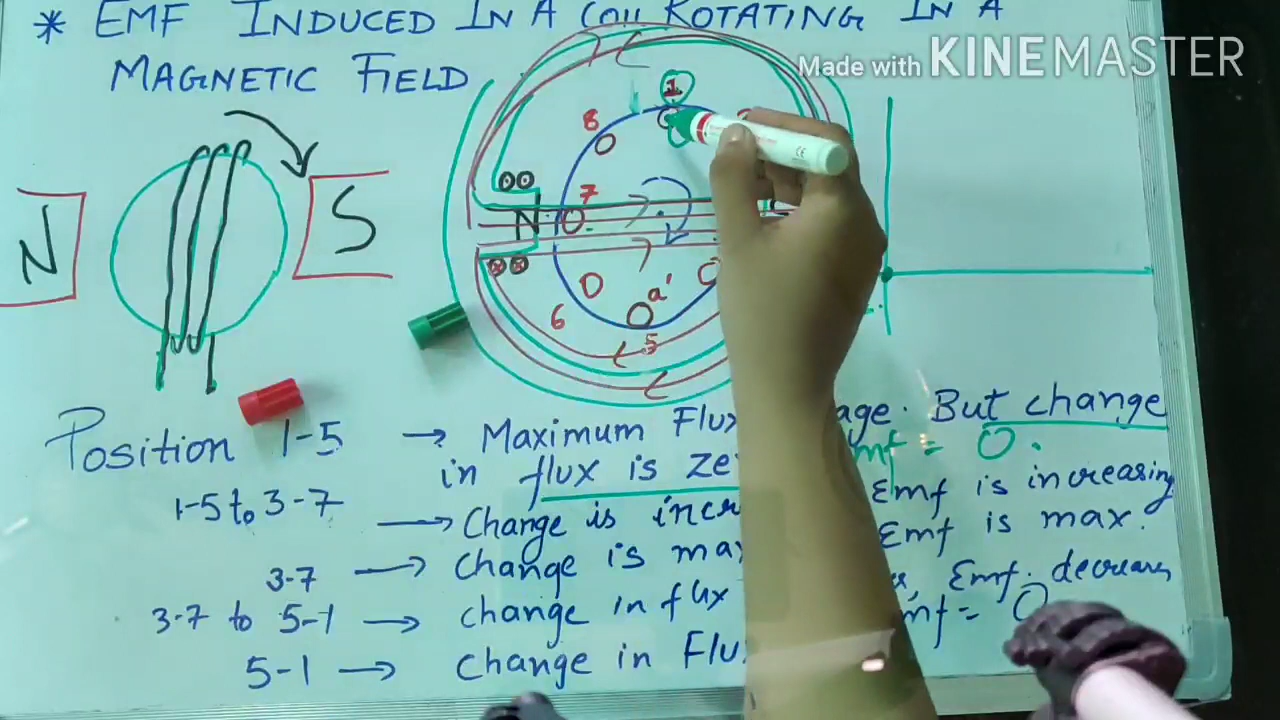 * EMF INDUCED IN A COIL ROTATING IN A
MAGNETIC FIELD
Made with KINEMASTER
N
S
1
8
7
N
a'
6
5
Position 1-5 → Maximum Flux age. But change
in flux is ze emf = 0.
1-5 to 3-7 → Change is incr Emf is increasing
3-7 → Change is max Emf is max.
3-7 to 5-1 → change in flux Emf decreases
mf = 0
5-1 → Change in Flu